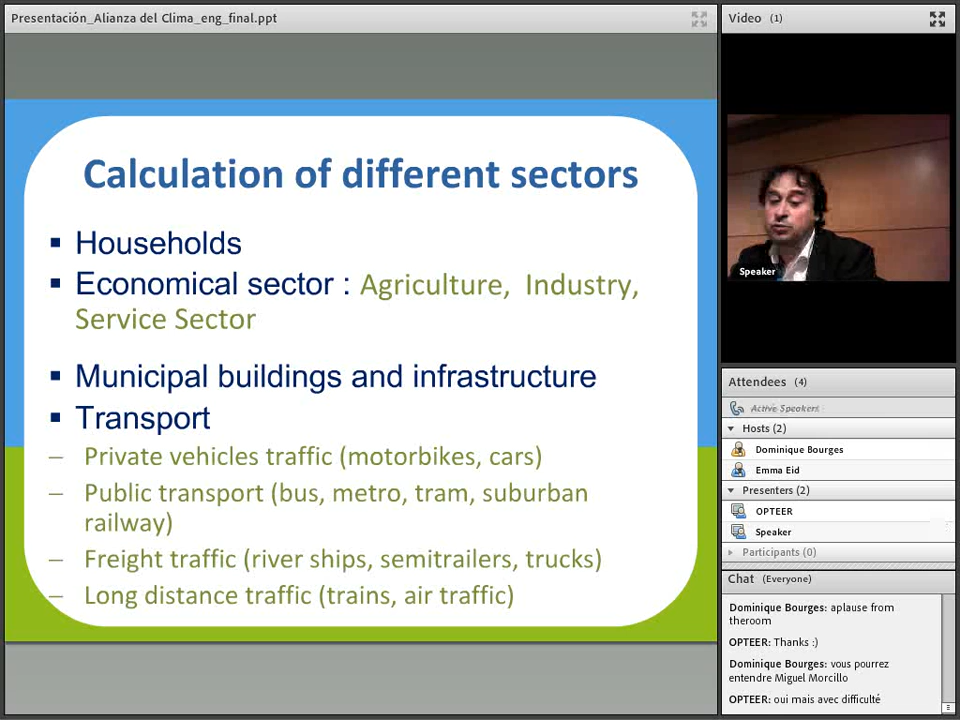 Presentación_Alianza del Clima_eng_final.ppt
Calculation of different sectors
▪ Households
▪ Economical sector : Agriculture, Industry,
Service Sector
▪ Municipal buildings and infrastructure
▪ Transport
– Private vehicles traffic (motorbikes, cars)
– Public transport (bus, metro, tram, suburban
railway)
– Freight traffic (river ships, semitrailers, trucks)
– Long distance traffic (trains, air traffic)
Video (1)
Speaker
Attendees (4)
Active Speakers
Hosts (2)
Dominique Bourges
Emma Eid
Presenters (2)
OPTEER
Speaker
Participants (0)
Chat (Everyone)
Dominique Bourges: aplause from
theroom
OPTEER: Thanks :)
Dominique Bourges: vous pourrez
entendre Miguel Morcillo
OPTEER: oui mais avec difficulté